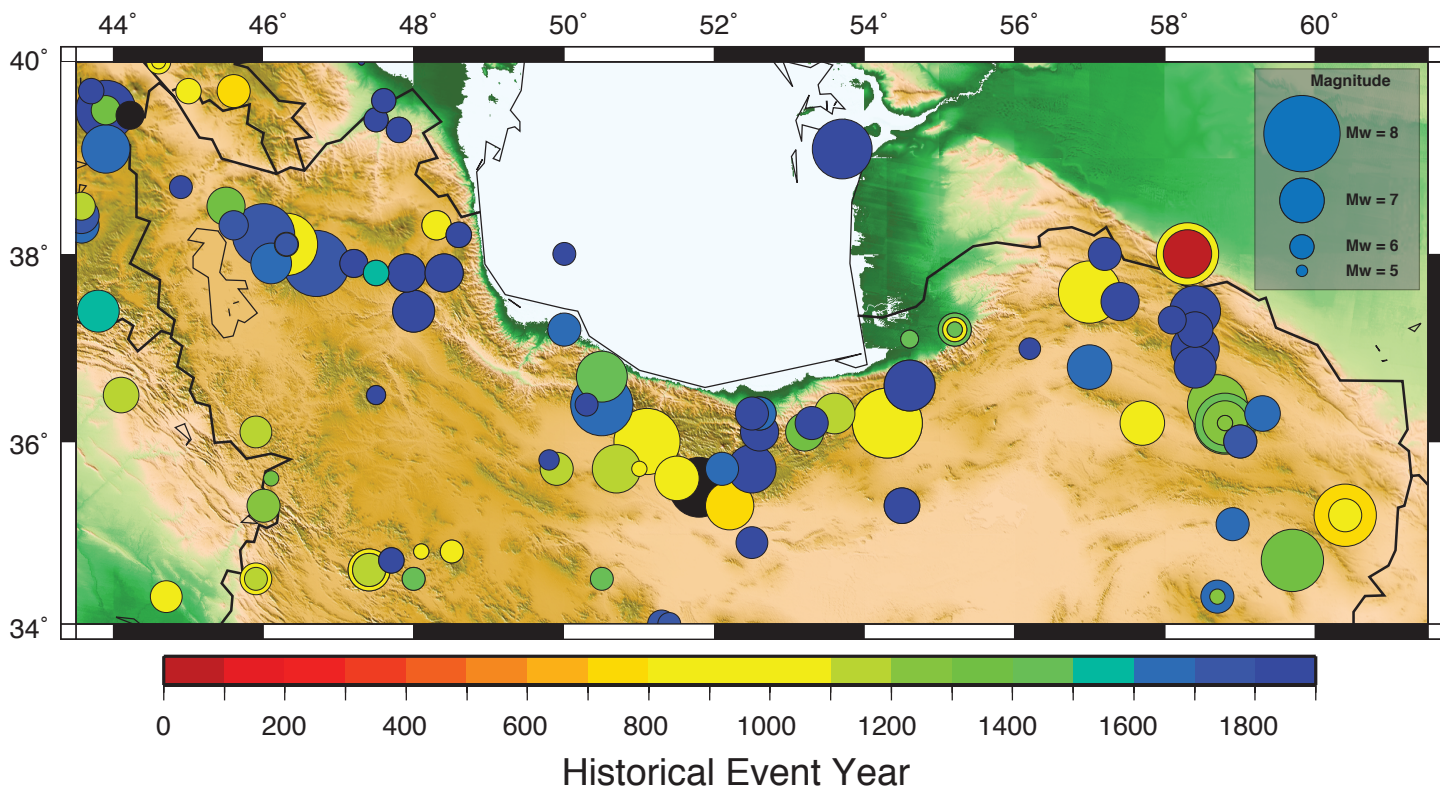 44˚ 46˚ 48˚ 50˚ 52˚ 54˚ 56˚ 58˚ 60˚
40˚
38˚
36˚
34˚
Magnitude
Mw = 8
Mw = 7
Mw = 6
Mw = 5
0 200 400 600 800 1000 1200 1400 1600 1800
Historical Event Year